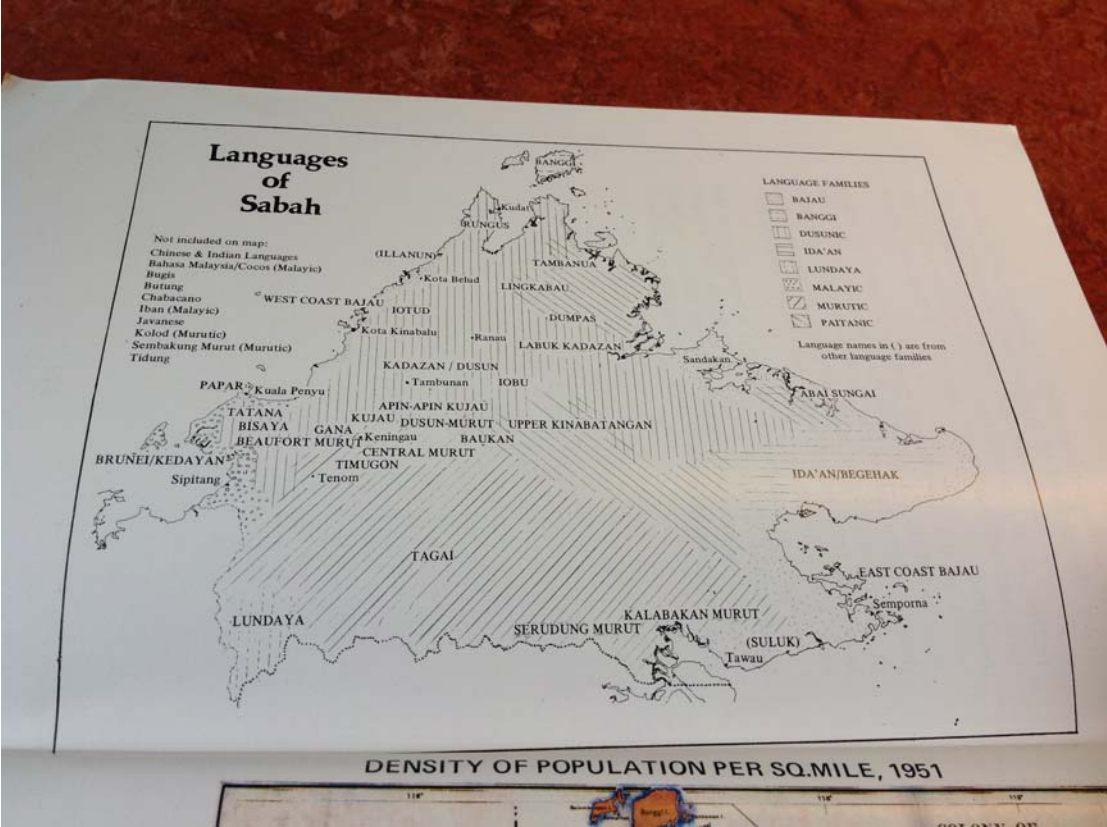 Languages
of
Sabah
Not included on map:
Chinese & Indian Languages
Bahasa Malaysia/Cocos (Malayic)
Bugis
Butung
Chabacano
Iban (Malayic)
Javanese
Kolod (Murutic)
Sembakung Murut (Murutic)
Tidung
LANGUAGE FAMILIES
BAJAU
BANGGI
DUSUNIC
IDA'AN
LUNDAYA
MALAYIC
MURUTIC
PAITANIC
Language names in ( ) are from
other language families
BANGGI
Kudat
RUNGUS
(ILLANUN)
TAMBANUA
Kota Belud
LINGKABAU
WEST COAST BAJAU
IOTUD
DUMPAS
Kota Kinabalu
Ranau
LABUK KADAZAN
Sandakan
KADAZAN / DUSUN
PAPAR
Kuala Penyu
Tambunan
IOBU
ABAI SUNGAI
TATANA
APIN-APIN KUJAU
BISAYA
GANA
KUJAU
DUSUN-MURUT
UPPER KINABATANGAN
BEAUFORT MURUT
Keningau
BAUKAN
BRUNEI/KEDAYAN
CENTRAL MURUT
TIMUGON
Sipitang
Tenom
IDA'AN/BEGEHAK
TAGAI
EAST COAST BAJAU
Semporna
LUNDAYA
KALABAKAN MURUT
SERUDUNG MURUT
(SULUK)
Tawau
DENSITY OF POPULATION PER SQ.MILE, 1951
116°
118°
Banggi I.
COLONY OF